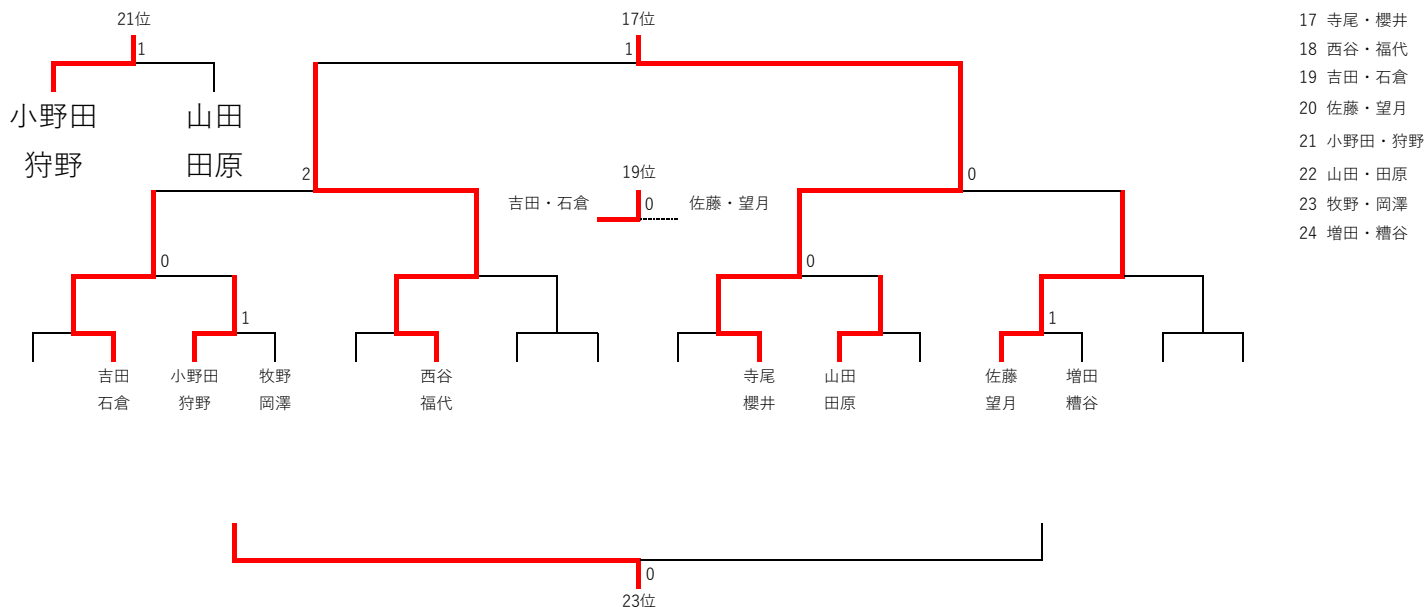 21位
17位
1
1
小野田
狩野
山田
田原
2
19位
0
吉田・石倉
0
佐藤・望月
0
0
1
1
吉田
石倉
小野田
狩野
牧野
岡澤
西谷
福代
寺尾
櫻井
山田
田原
佐藤
望月
増田
糟谷
0
23位
17 寺尾・櫻井
18 西谷・福代
19 吉田・石倉
20 佐藤・望月
21 小野田・狩野
22 山田・田原
23 牧野・岡澤
24 増田・糟谷